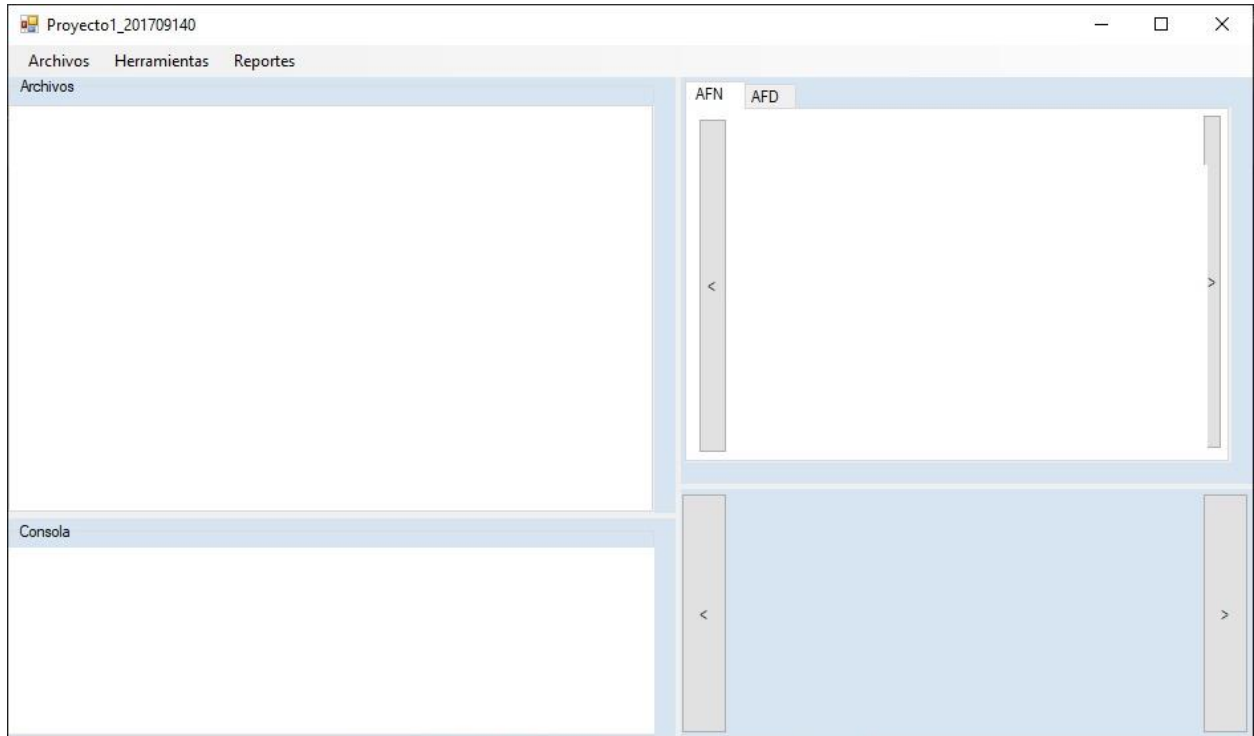 Proyecto1_201709140
Archivos Herramientas Reportes
Archivos
AFN AFD
< >
Consola
< >